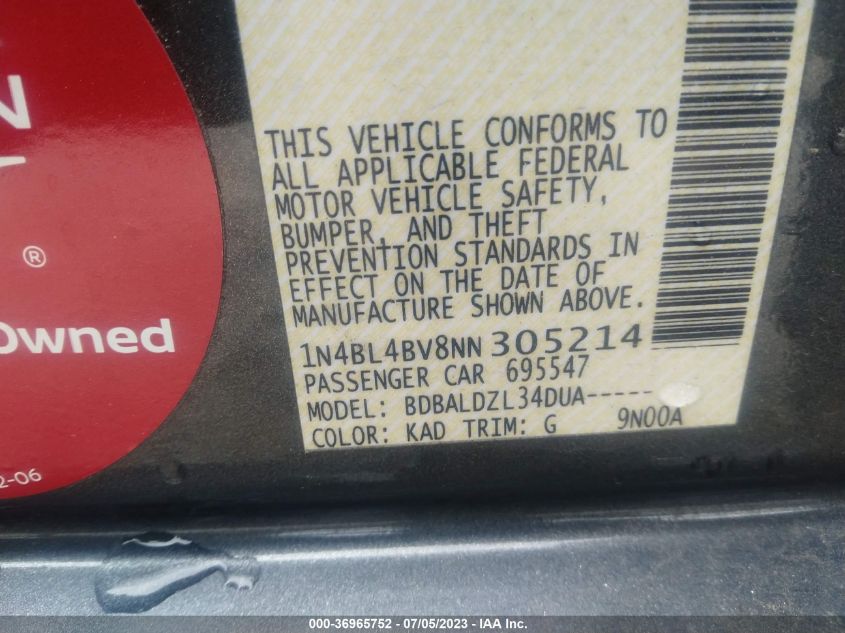 N
®
Owned
2-06
THIS VEHICLE CONFORMS TO
ALL APPLICABLE FEDERAL
MOTOR VEHICLE SAFETY,
BUMPER, AND THEFT
PREVENTION STANDARDS IN
EFFECT ON THE DATE OF
MANUFACTURE SHOWN ABOVE.
1N4BL4BV8NN305214
PASSENGER CAR 695547
MODEL: BDBALDZL34DUA-----
COLOR: KAD TRIM: G 9N00A
000-36965752 - 07/05/2023 - IAA Inc.